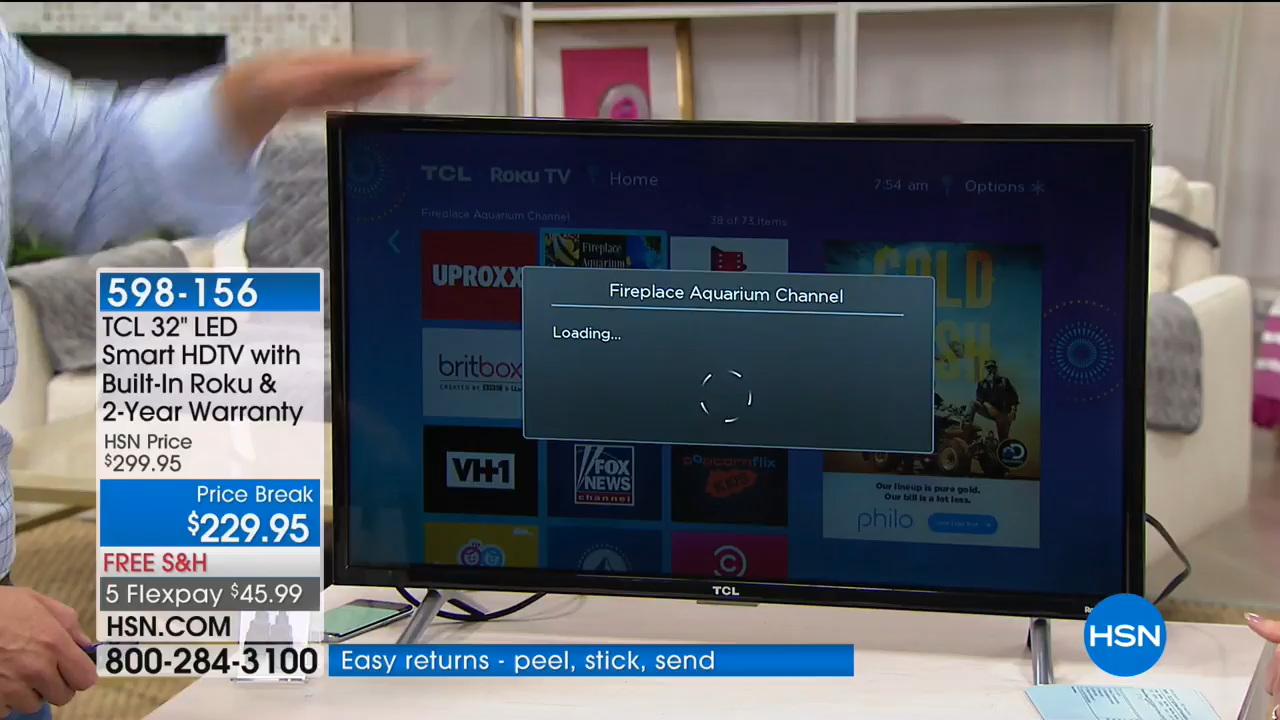 TCL Roku TV Home
7:54 am Options
Fireplace Aquarium Channel
38 of 73 items
UPROXX
Fireplace
Aquarium
Fireplace Aquarium Channel
Loading...
britbox
VH1
FOX
NEWS
channel
popcornflix
KIDS
Our lineup is pure gold.
Our bill is a lot less.
philo
TCL
598-156
TCL 32" LED
Smart HDTV with
Built-In Roku &
2-Year Warranty
HSN Price
$299.95
Price Break
$229.95
FREE S&H
5 Flexpay $45.99
HSN.COM
800-284-3100
Easy returns - peel, stick, send
HSN